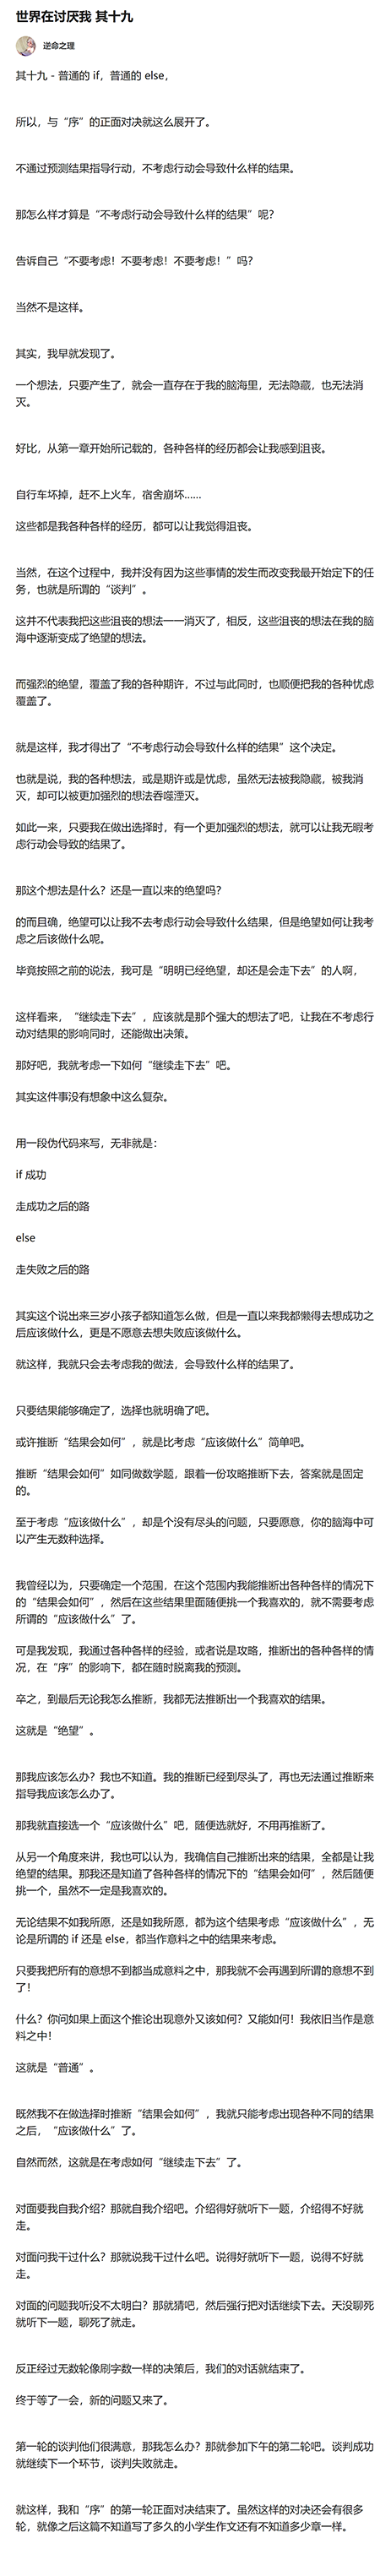 世界在讨厌我 其十九
逆命之理
其十九 - 普通的 if，普通的 else，
所以，与“序”的正面对决就这么展开了。
不通过预测结果指导行动，不考虑行动会导致什么样的结果。
那怎么样才算是“不考虑行动会导致什么样的结果”呢？
告诉自己“不要考虑！不要考虑！不要考虑！”吗？
当然不是这样。
其实，我早就发现了。
一个想法，只要产生了，就会一直存在于我的脑海里，无法隐藏，也无法消
灭。
好比，从第一章开始所记载的，各种各样的经历都会让我感到沮丧。
自行车坏掉，赶不上火车，宿舍崩坏……
这些都是我各种各样的经历，都可以让我觉得沮丧。
当然，在这个过程中，我并没有因为这些事情的发生而改变我最开始定下的任
务，也就是所谓的“谈判”。
这并不代表我把这些沮丧的想法一一消灭了，相反，这些沮丧的想法在我的脑
海中逐渐变成了绝望的想法。
而强烈的绝望，覆盖了我的各种期许，不过与此同时，也顺便把我的各种忧虑
覆盖了。
就是这样，我才得出了“不考虑行动会导致什么样的结果”这个决定。
也就是说，我的各种想法，或是期许或是忧虑，虽然无法被我隐藏，被我消
灭，却可以被更加强烈的想法吞噬湮灭。
如此一来，只要我在做出选择时，有一个更加强烈的想法，就可以让我无暇考
虑行动会导致的结果了。
那这个想法是什么？还是一直以来的绝望吗？
的而且确，绝望可以让我不去考虑行动会导致什么结果，但是绝望如何让我考
虑之后该做什么呢。
毕竟按照之前的说法，我可是“明明已经绝望，却还是会走下去”的人啊，
这样看来，“继续走下去”，应该就是那个强大的想法了吧，让我在不考虑行
动对结果的影响同时，还能做出决策。
那好吧，我就考虑一下如何“继续走下去”吧。
其实这件事没有想象中这么复杂。
用一段伪代码来写，无非就是：
if 成功
走成功之后的路
else
走失败之后的路
其实这个说出来三岁小孩子都知道怎么做，但是一直以来我都懒得去想成功之
后应该做什么，更是不愿意去想失败应该做什么。
就这样，我就只会去考虑我的做法，会导致什么样的结果了。
只要结果能够确定了，选择也就明确了吧。
或许推断“结果会如何”，就是比考虑“应该做什么”简单吧。
推断“结果会如何”如同做数学题，跟着一份攻略推断下去，答案就是固定
的。
至于考虑“应该做什么”，却是个没有尽头的问题，只要愿意，你的脑海中可
以产生无数种选择。
我曾经以为，只要确定一个范围，在这个范围内我能推断出各种各样的情况下
的“结果会如何”，然后在这些结果里面随便挑一个我喜欢的，就不需要考虑
所谓的“应该做什么”了。
可是我发现，我通过各种各样的经验，或者说是攻略，推断出的各种各样的情
况，在“序”的影响下，都在随时脱离我的预测。
卒之，到最后无论我怎么推断，我都无法推断出一个我喜欢的结果。
这就是“绝望”。
那我应该怎么办？我也不知道。我的推断已经到尽头了，再也无法通过推断来
指导我应该怎么办了。
那我就直接选一个“应该做什么”吧，随便选就好，不用再推断了。
从另一个角度来讲，我也可以认为，我确信自己推断出来的结果，全都是让我
绝望的结果。那我还是知道了各种各样的情况下的“结果会如何”，然后随便
挑一个，虽然不一定是我喜欢的。
无论结果不如我所愿，还是如我所愿，都为这个结果考虑“应该做什么”，无
论是所谓的 if 还是 else，都当作意料之中的结果来考虑。
只要我把所有的意想不到都当成意料之中，那我就不会再遇到所谓的意想不到
了！
什么？你问如果上面这个推论出现意外又该如何？又能如何！我依旧当作是意
料之中！
这就是“普通”。
既然我不在做选择时推断“结果会如何”，我就只能考虑出现各种不同的结果
之后，“应该做什么”了。
自然而然，这就是在考虑如何“继续走下去”了。
对面要我自我介绍？那就自我介绍吧。介绍得好就听下一题，介绍得不好就
走。
对面问我干过什么？那就说我干过什么吧。说得好就听下一题，说得不好就
走。
对面的问题我听没不太明白？那就猜吧，然后强行把对话继续下去。天没聊死
就听下一题，聊死了就走。
反正经过无数轮像刷字数一样的决策后，我们的对话就结束了。
终于等了一会，新的问题又来了。
第一轮的谈判他们很满意，那我怎么办？那就参加下午的第二轮吧。谈判成功
就继续下一个环节，谈判失败就走。
就这样，我和“序”的第一轮正面对决结束了。虽然这样的对决还会有很多
轮，就像之后这篇不知道写了多久的小学生作文还有不知道多少章一样。